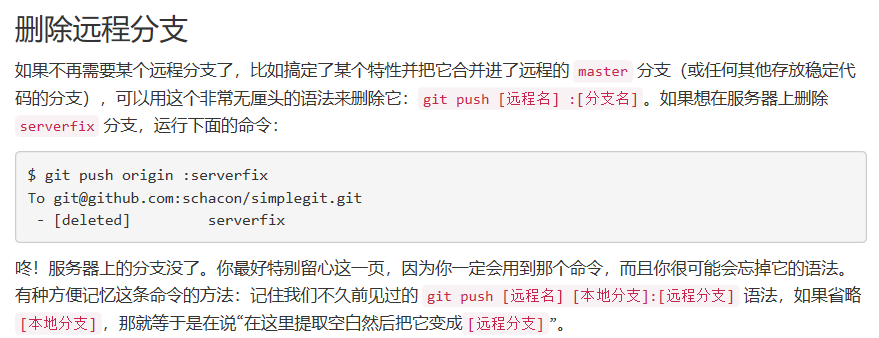 删除远程分支
如果不再需要某个远程分支了，比如搞定了某个特性并把它合并进了远程的 master 分支（或任何其他存放稳定代
码的分支），可以用这个非常无厘头的语法来删除它：git push [远程名] :[分支名]。如果想在服务器上删除
serverfix 分支，运行下面的命令：
$ git push origin :serverfix
To git@github.com:schacon/simplegit.git
 - [deleted]         serverfix
咚！服务器上的分支没了。你最好特别留心这一页，因为你一定会用到那个命令，而且你很可能会忘掉它的语法。
有种方便记忆这条命令的方法：记住我们不久前见过的 git push [远程名] [本地分支]:[远程分支] 语法，如果省略
[本地分支]，那就等于是在说“在这里提取空白然后把它变成[远程分支]”。